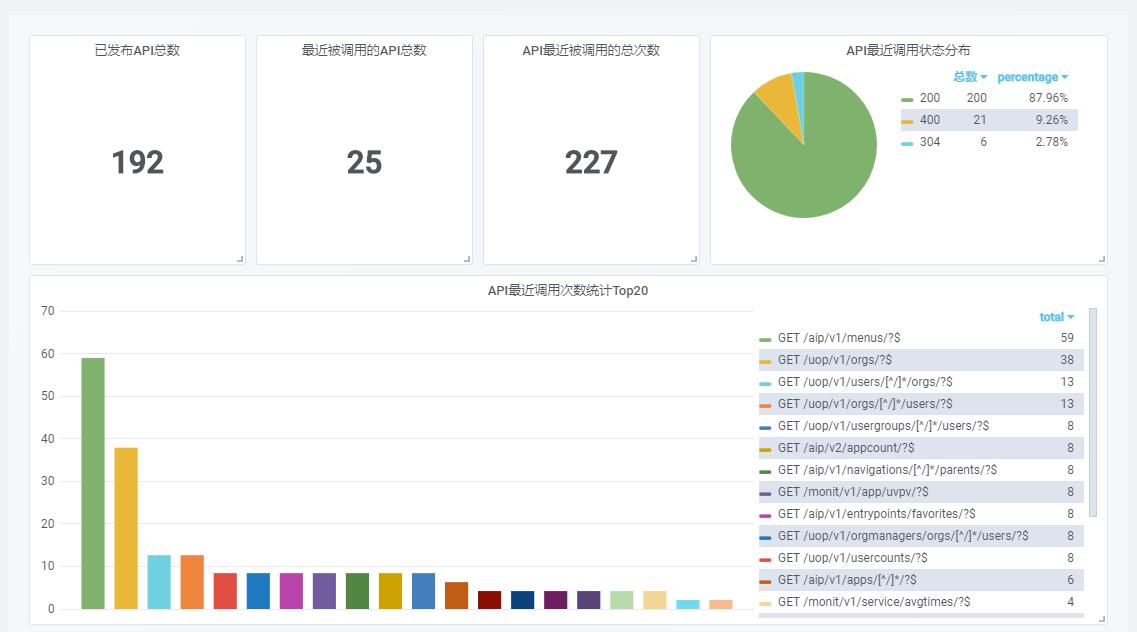 已发布API总数
192
最近被调用的API总数
25
API最近被调用的总次数
227
API最近调用状态分布
总数 percentage
200 200 87.96%
400 21 9.26%
304 6 2.78%
API最近调用次数统计Top20
70
60
50
40
30
20
10
0
total
GET /aip/v1/menus/?$ 59
GET /uop/v1/orgs/?$ 38
GET /uop/v1/users/[^/]*/orgs/?$ 13
GET /uop/v1/orgs/[^/]*/users/?$ 13
GET /uop/v1/usergroups/[^/]*/users/?$ 8
GET /aip/v2/appcount/?$ 8
GET /aip/v1/navigations/[^/]*/parents/?$ 8
GET /monit/v1/app/uvpv/?$ 8
GET /aip/v1/entrypoints/favorites/?$ 8
GET /uop/v1/orgmanagers/orgs/[^/]*/users/?$ 8
GET /uop/v1/usercounts/?$ 8
GET /aip/v1/apps/[^/]*/?$ 6
GET /monit/v1/service/avgtimes/?$ 4